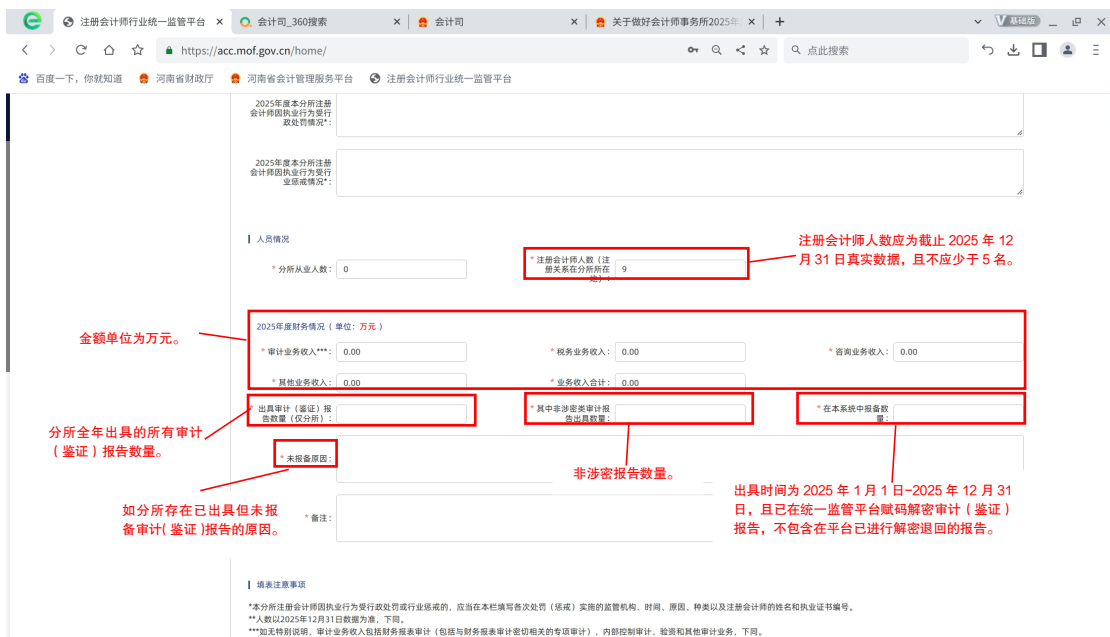 注册会计师行业统一监管平台
会计司_360搜索
会计司
关于做好会计师事务所2025年
基础版
https://acc.mof.gov.cn/home/
点此搜索
百度一下，你就知道
河南省财政厅
河南省会计管理服务平台
注册会计师行业统一监管平台
2025年度本分所注册
会计师因执业行为受行
政处罚情况*：
2025年度本分所注册
会计师因执业行为受行
业惩戒情况*：
人员情况
* 分所从业人数： 0
* 注册会计师人数（注
册关系在分所所在
地）： 9
注册会计师人数应为截止 2025 年 12
月 31 日真实数据，且不应少于 5 名。
2025年度财务情况（ 单位：万元 ）
金额单位为万元。
* 审计业务收入***： 0.00
* 税务业务收入： 0.00
* 咨询业务收入： 0.00
* 其他业务收入： 0.00
* 业务收入合计： 0.00
* 出具审计（鉴证）报
告数量（仅分所）：
* 其中非涉密类审计报
告出具数量：
* 在本系统中报备数
量：
分所全年出具的所有审计
（ 鉴证 ）报告数量。
* 未报备原因：
非涉密报告数量。
如分所存在已出具但未报
备审计( 鉴证 )报告的原因。
* 备注：
出具时间为 2025 年 1 月 1 日-2025 年 12 月 31
日，且已在统一监管平台赋码解密审计（ 鉴证 ）
报告，不包含在平台已进行解密退回的报告。
填表注意事项
*本分所注册会计师因执业行为受行政处罚或行业惩戒的，应当在本栏填写各次处罚（惩戒）实施的监管机构、时间、原因、种类以及注册会计师的姓名和执业证书编号。
**人数以2025年12月31日数据为准，下同。
***如无特别说明，审计业务收入包括财务报表审计（包括与财务报表审计密切相关的专项审计）、内部控制审计，验资和其他审计业务，下同。